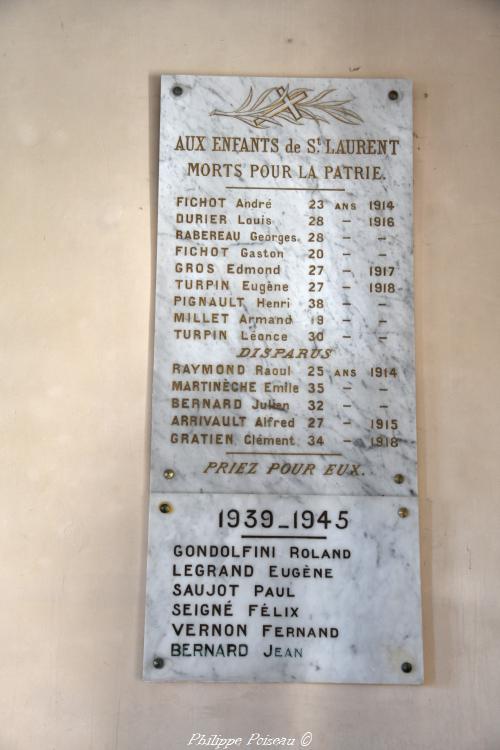 AUX ENFANTS de St LAURENT
MORTS POUR LA PATRIE.
FICHOT André 23 ANS 1914
DURIER Louis 28 – 1916
RABEREAU Georges 28 – –
FICHOT Gaston 20 – –
GROS Edmond 27 – 1917
TURPIN Eugène 27 – 1918
PIGNAULT Henri 38 – –
MILLET Armand 19 – –
TURPIN Léonce 30 – –
DISPARUS
RAYMOND Raoul 25 ANS 1914
MARTINÈCHE Emile 35 – –
BERNARD Julien 32 – –
ARRIVAULT Alfred 27 – 1915
GRATIEN Clément 34 – 1918
PRIEZ POUR EUX.
1939_1945
GONDOLFINI ROLAND
LEGRAND EUGÈNE
SAUJOT PAUL
SEIGNÉ FÉLIX
VERNON FERNAND
BERNARD JEAN
Philippe Poiseau ©